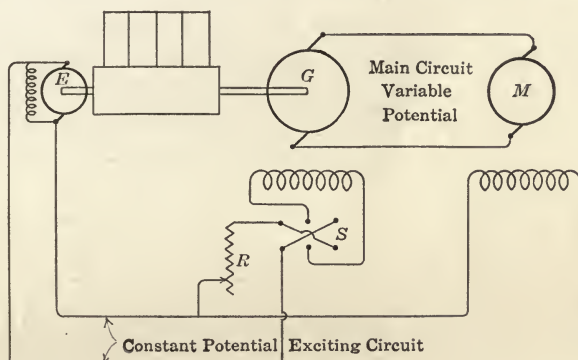 E
G
Main Circuit
Variable
Potential
M
S
R
Constant Potential Exciting Circuit